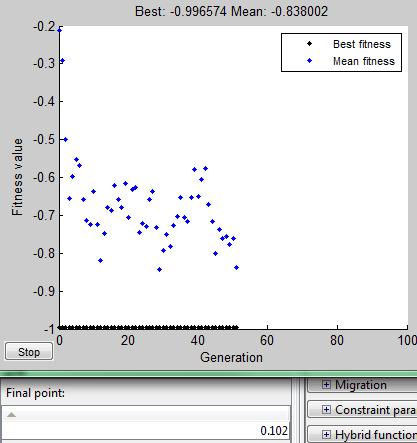 Best: -0.996574 Mean: -0.838002
-0.2
-0.3
-0.4
-0.5
-0.6
-0.7
-0.8
-0.9
-1
Fitness value
Best fitness
Mean fitness
0 20 40 60 80 100
Generation
Stop
Final point:
0.102
Migration
Constraint para
Hybrid function